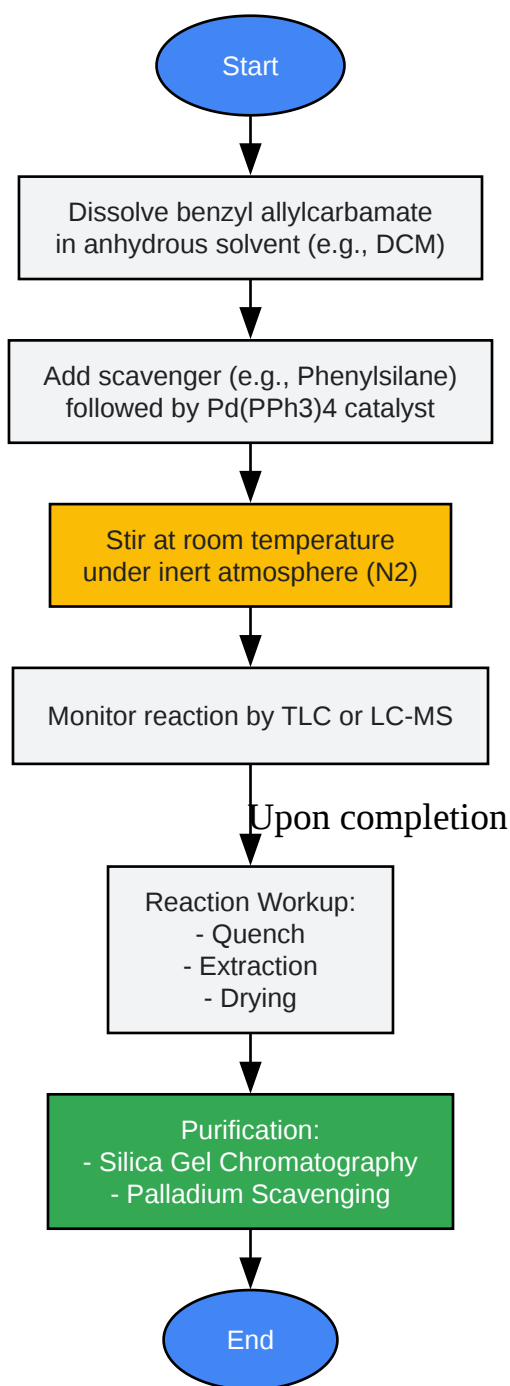 Start
Dissolve benzyl allylcarbamate
in anhydrous solvent (e.g., DCM)
Add scavenger (e.g., Phenylsilane)
followed by Pd(PPh3)4 catalyst
Stir at room temperature
under inert atmosphere (N2)
Monitor reaction by TLC or LC-MS
Upon completion
Reaction Workup:
- Quench
- Extraction
- Drying
Purification:
- Silica Gel Chromatography
- Palladium Scavenging
End